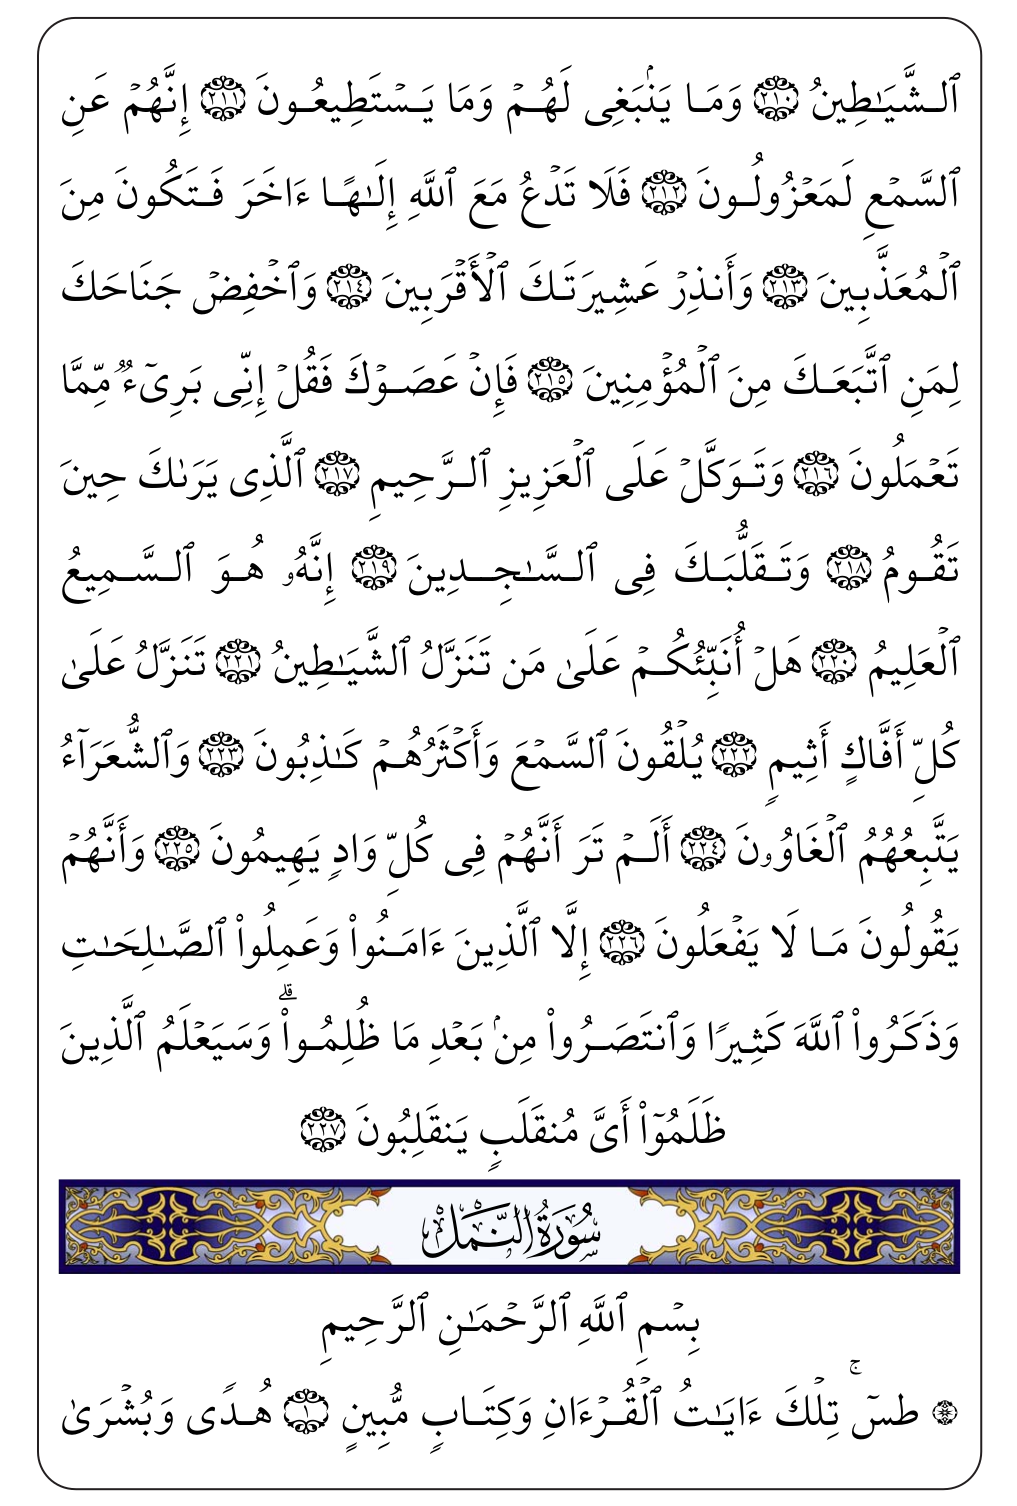 ٱلشَّيَـٰطِينُ ٢١٠ وَمَا يَنۢبَغِى لَهُمْ وَمَا يَسْتَطِيعُونَ ٢١١ إِنَّهُمْ عَنِ
ٱلسَّمْعِ لَمَعْزُولُونَ ٢١٢ فَلَا تَدْعُ مَعَ ٱللَّهِ إِلَـٰهًا ءَاخَرَ فَتَكُونَ مِنَ
ٱلْمُعَذَّبِينَ ٢١٣ وَأَنذِرْ عَشِيرَتَكَ ٱلْأَقْرَبِينَ ٢١٤ وَٱخْفِضْ جَنَاحَكَ
لِمَنِ ٱتَّبَعَكَ مِنَ ٱلْمُؤْمِنِينَ ٢١٥ فَإِنْ عَصَوْكَ فَقُلْ إِنِّى بَرِىٓءٌ مِّمَّا
تَعْمَلُونَ ٢١٦ وَتَوَكَّلْ عَلَى ٱلْعَزِيزِ ٱلرَّحِيمِ ٢١٧ ٱلَّذِى يَرَىٰكَ حِينَ
تَقُومُ ٢١٨ وَتَقَلُّبَكَ فِى ٱلسَّـٰجِدِينَ ٢١٩ إِنَّهُۥ هُوَ ٱلسَّمِيعُ
ٱلْعَلِيمُ ٢٢٠ هَلْ أُنَبِّئُكُمْ عَلَىٰ مَن تَنَزَّلُ ٱلشَّيَـٰطِينُ ٢٢١ تَنَزَّلُ عَلَىٰ
كُلِّ أَفَّاكٍ أَثِيمٍ ٢٢٢ يُلْقُونَ ٱلسَّمْعَ وَأَكْثَرُهُمْ كَـٰذِبُونَ ٢٢٣ وَٱلشُّعَرَآءُ
يَتَّبِعُهُمُ ٱلْغَاوُۥنَ ٢٢٤ أَلَمْ تَرَ أَنَّهُمْ فِى كُلِّ وَادٍ يَهِيمُونَ ٢٢٥ وَأَنَّهُمْ
يَقُولُونَ مَا لَا يَفْعَلُونَ ٢٢٦ إِلَّا ٱلَّذِينَ ءَامَنُوا۟ وَعَمِلُوا۟ ٱلصَّـٰلِحَـٰتِ
وَذَكَرُوا۟ ٱللَّهَ كَثِيرًا وَٱنتَصَرُوا۟ مِنۢ بَعْدِ مَا ظُلِمُوا۟ ۗ وَسَيَعْلَمُ ٱلَّذِينَ
ظَلَمُوٓا۟ أَىَّ مُنقَلَبٍ يَنقَلِبُونَ ٢٢٧
سُورَةُ النَّمْلِ
بِسْمِ ٱللَّهِ ٱلرَّحْمَـٰنِ ٱلرَّحِيمِ
۞ طسٓ ۚ تِلْكَ ءَايَـٰتُ ٱلْقُرْءَانِ وَكِتَابٍ مُّبِينٍ ١ هُدًى وَبُشْرَىٰ